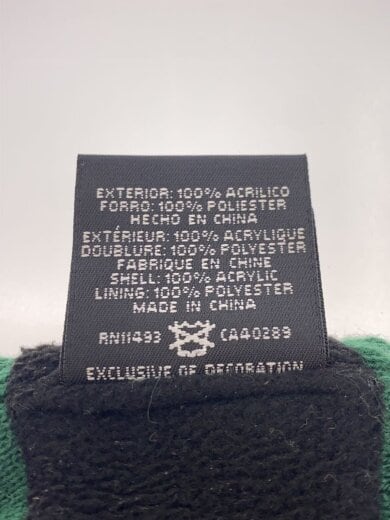 EXTERIOR: 100% ACRILICO
FORRO: 100% POLIESTER
HECHO EN CHINA
EXTÉRIEUR: 100% ACRYLIQUE
DOUBLURE: 100% POLYESTER
FABRIQUE EN CHINE
SHELL: 100% ACRYLIC
LINING: 100% POLYESTER
MADE IN CHINA
RN11493 CA40289
EXCLUSIVE OF DECORATION